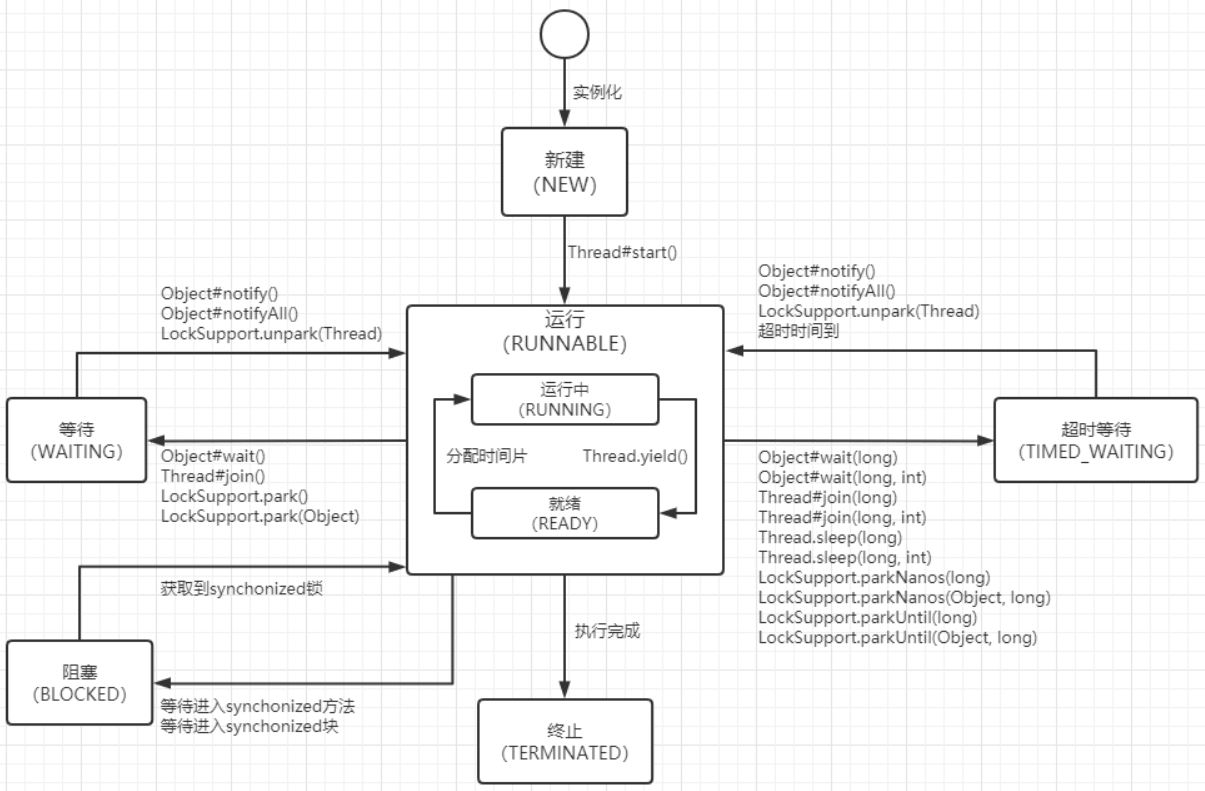 实例化
新建
(NEW)
Thread#start()
Object#notify()
Object#notifyAll()
LockSupport.unpark(Thread)
Object#notify()
Object#notifyAll()
LockSupport.unpark(Thread)
超时时间到
运行
(RUNNABLE)
运行中
(RUNNING)
分配时间片
Thread.yield()
就绪
(READY)
等待
(WAITING)
Object#wait()
Thread#join()
LockSupport.park()
LockSupport.park(Object)
超时等待
(TIMED_WAITING)
Object#wait(long)
Object#wait(long, int)
Thread#join(long)
Thread#join(long, int)
Thread.sleep(long)
Thread.sleep(long, int)
LockSupport.parkNanos(long)
LockSupport.parkNanos(Object, long)
LockSupport.parkUntil(long)
LockSupport.parkUntil(Object, long)
获取到synchonized锁
执行完成
阻塞
(BLOCKED)
等待进入synchonized方法
等待进入synchonized块
终止
(TERMINATED)